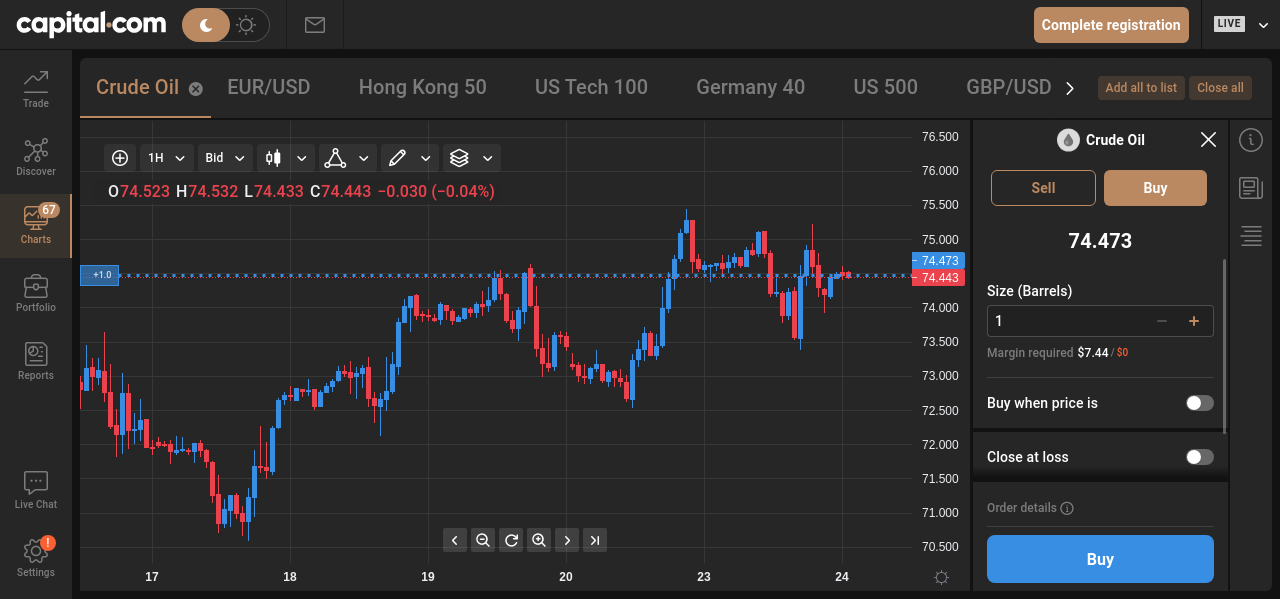 capital.com
Complete registration
LIVE
Trade
Discover
67
Charts
Portfolio
Reports
Live Chat
!
Settings
Crude Oil EUR/USD Hong Kong 50 US Tech 100 Germany 40 US 500 GBP/USD
Add all to list Close all
1H Bid
O74.523 H74.532 L74.433 C74.443 −0.030 (−0.04%)
+1.0
76.500
76.000
75.500
75.000
74.473
74.443
74.000
73.500
73.000
72.500
72.000
71.500
71.000
70.500
17 18 19 20 23 24
Crude Oil
Sell Buy
74.473
Size (Barrels)
1
Margin required $7.44 / $0
Buy when price is
Close at loss
Order details
Buy